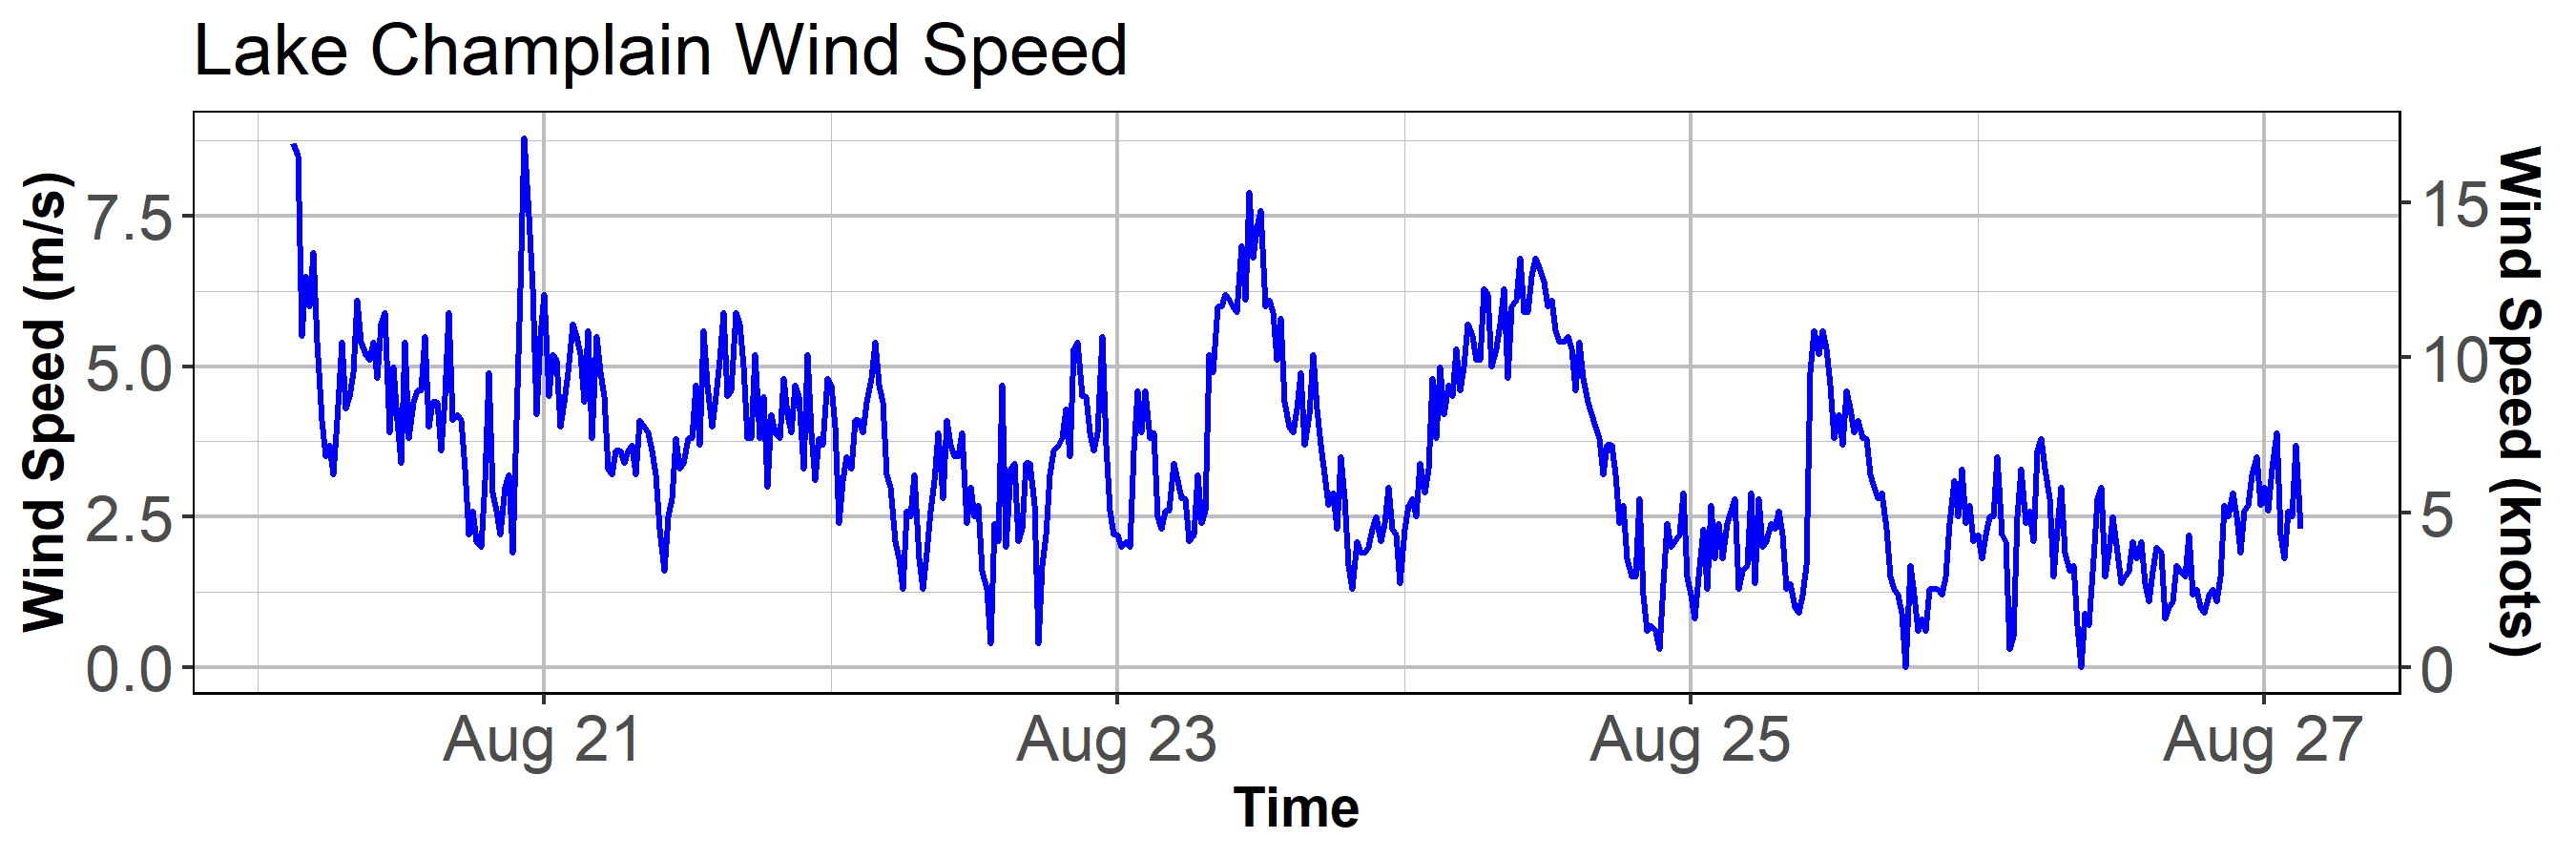 Lake Champlain Wind Speed
Wind Speed (m/s)
7.5
5.0
2.5
0.0
Wind Speed (knots)
15
10
5
0
Aug 21
Aug 23
Aug 25
Aug 27
Time